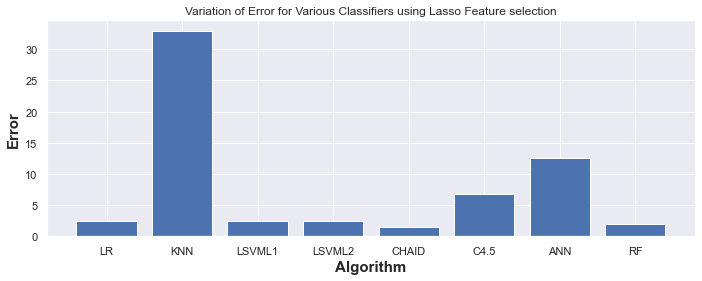 Variation of Error for Various Classifiers using Lasso Feature selection
Error
30
25
20
15
10
5
0
LR KNN LSVML1 LSVML2 CHAID C4.5 ANN RF
Algorithm